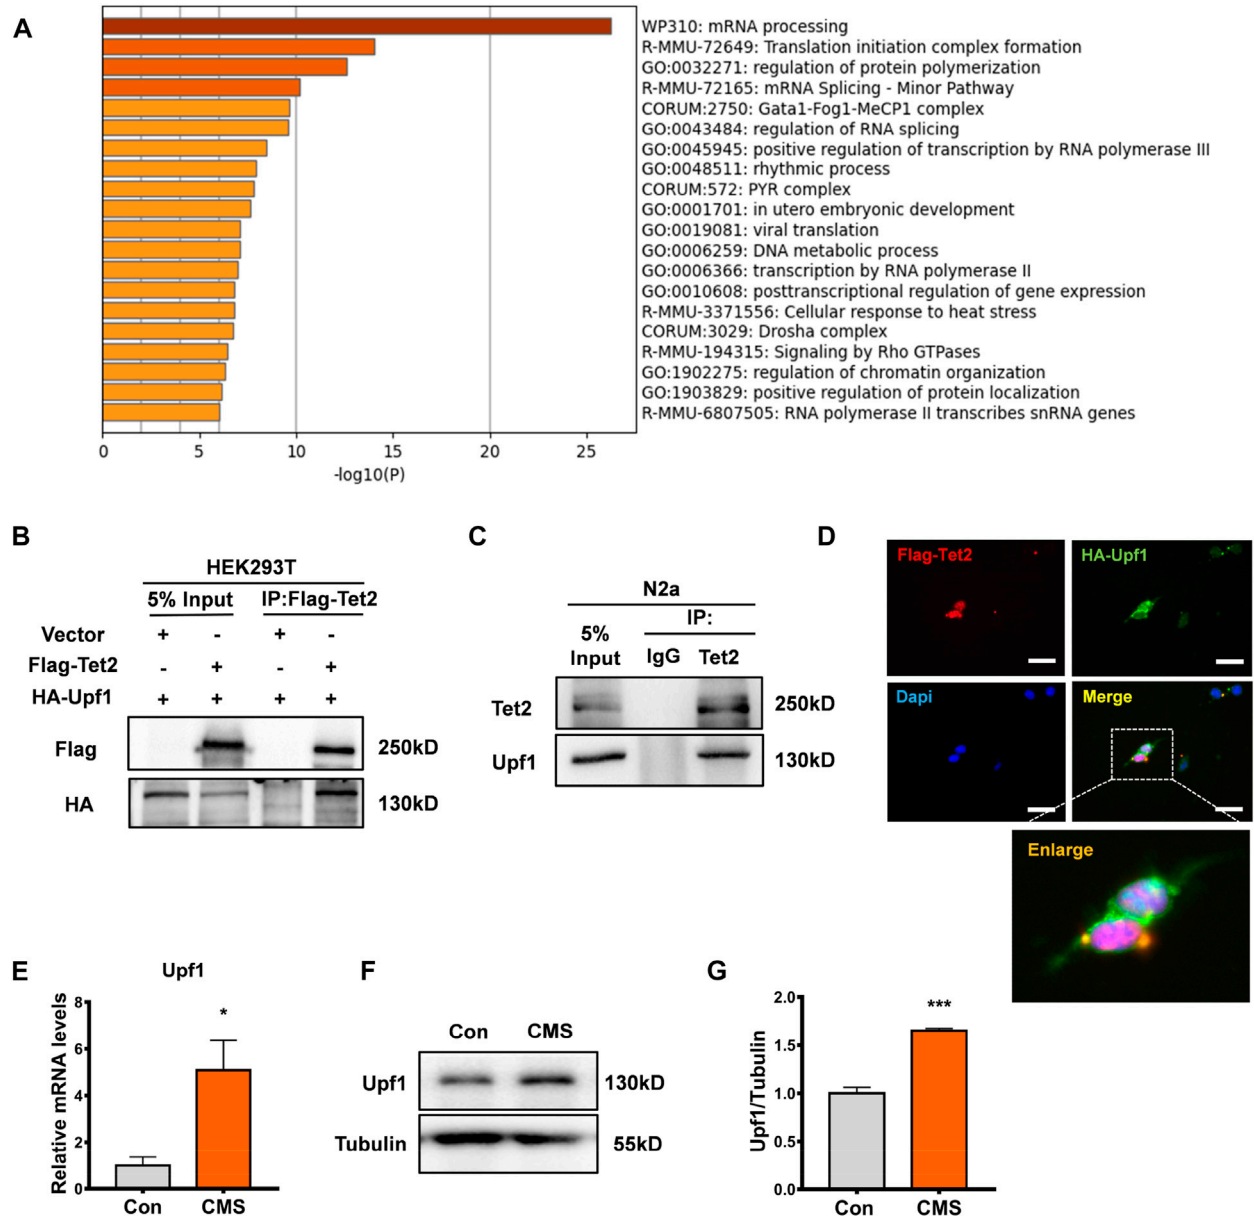 A
WP310: mRNA processing
R-MMU-72649: Translation initiation complex formation
GO:0032271: regulation of protein polymerization
R-MMU-72165: mRNA Splicing - Minor Pathway
CORUM:2750: Gata1-Fog1-MeCP1 complex
GO:0043484: regulation of RNA splicing
GO:0045945: positive regulation of transcription by RNA polymerase III
GO:0048511: rhythmic process
CORUM:572: PYR complex
GO:0001701: in utero embryonic development
GO:0019081: viral translation
GO:0006259: DNA metabolic process
GO:0006366: transcription by RNA polymerase II
GO:0010608: posttranscriptional regulation of gene expression
R-MMU-3371556: Cellular response to heat stress
CORUM:3029: Drosha complex
R-MMU-194315: Signaling by Rho GTPases
GO:1902275: regulation of chromatin organization
GO:1903829: positive regulation of protein localization
R-MMU-6807505: RNA polymerase II transcribes snRNA genes
0 5 10 15 20 25
-log10(P)
B
HEK293T
5% Input IP:Flag-Tet2
Vector + - + -
Flag-Tet2 - + - +
HA-Upf1 + + + +
Flag 250kD
HA 130kD
C
N2a
IP:
5%
Input IgG Tet2
Tet2 250kD
Upf1 130kD
D
Flag-Tet2 HA-Upf1
Dapi Merge
Enlarge
E
Upf1
Relative mRNA levels
8
6
4
2
0
*
Con CMS
F
Con CMS
Upf1 130kD
Tubulin 55kD
G
Upf1/Tubulin
2.0
1.5
1.0
0.5
0.0
***
Con CMS